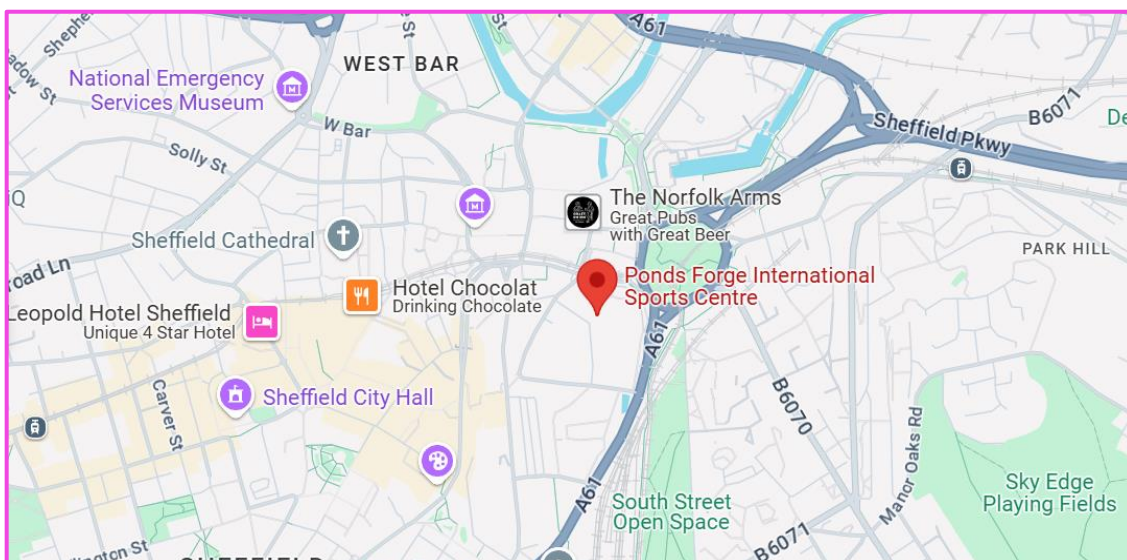 A61
WEST BAR
National Emergency
Services Museum
W Bar
Solly St
B6071
Sheffield Pkwy
The Norfolk Arms
Great Pubs
with Great Beer
Sheffield Cathedral
PARK HILL
Ponds Forge International
Sports Centre
Hotel Chocolat
Drinking Chocolate
Leopold Hotel Sheffield
Unique 4 Star Hotel
A61
Sheffield City Hall
Carver St
B6070
Manor Oaks Rd
A61
South Street
Open Space
Sky Edge
Playing Fields
B6071